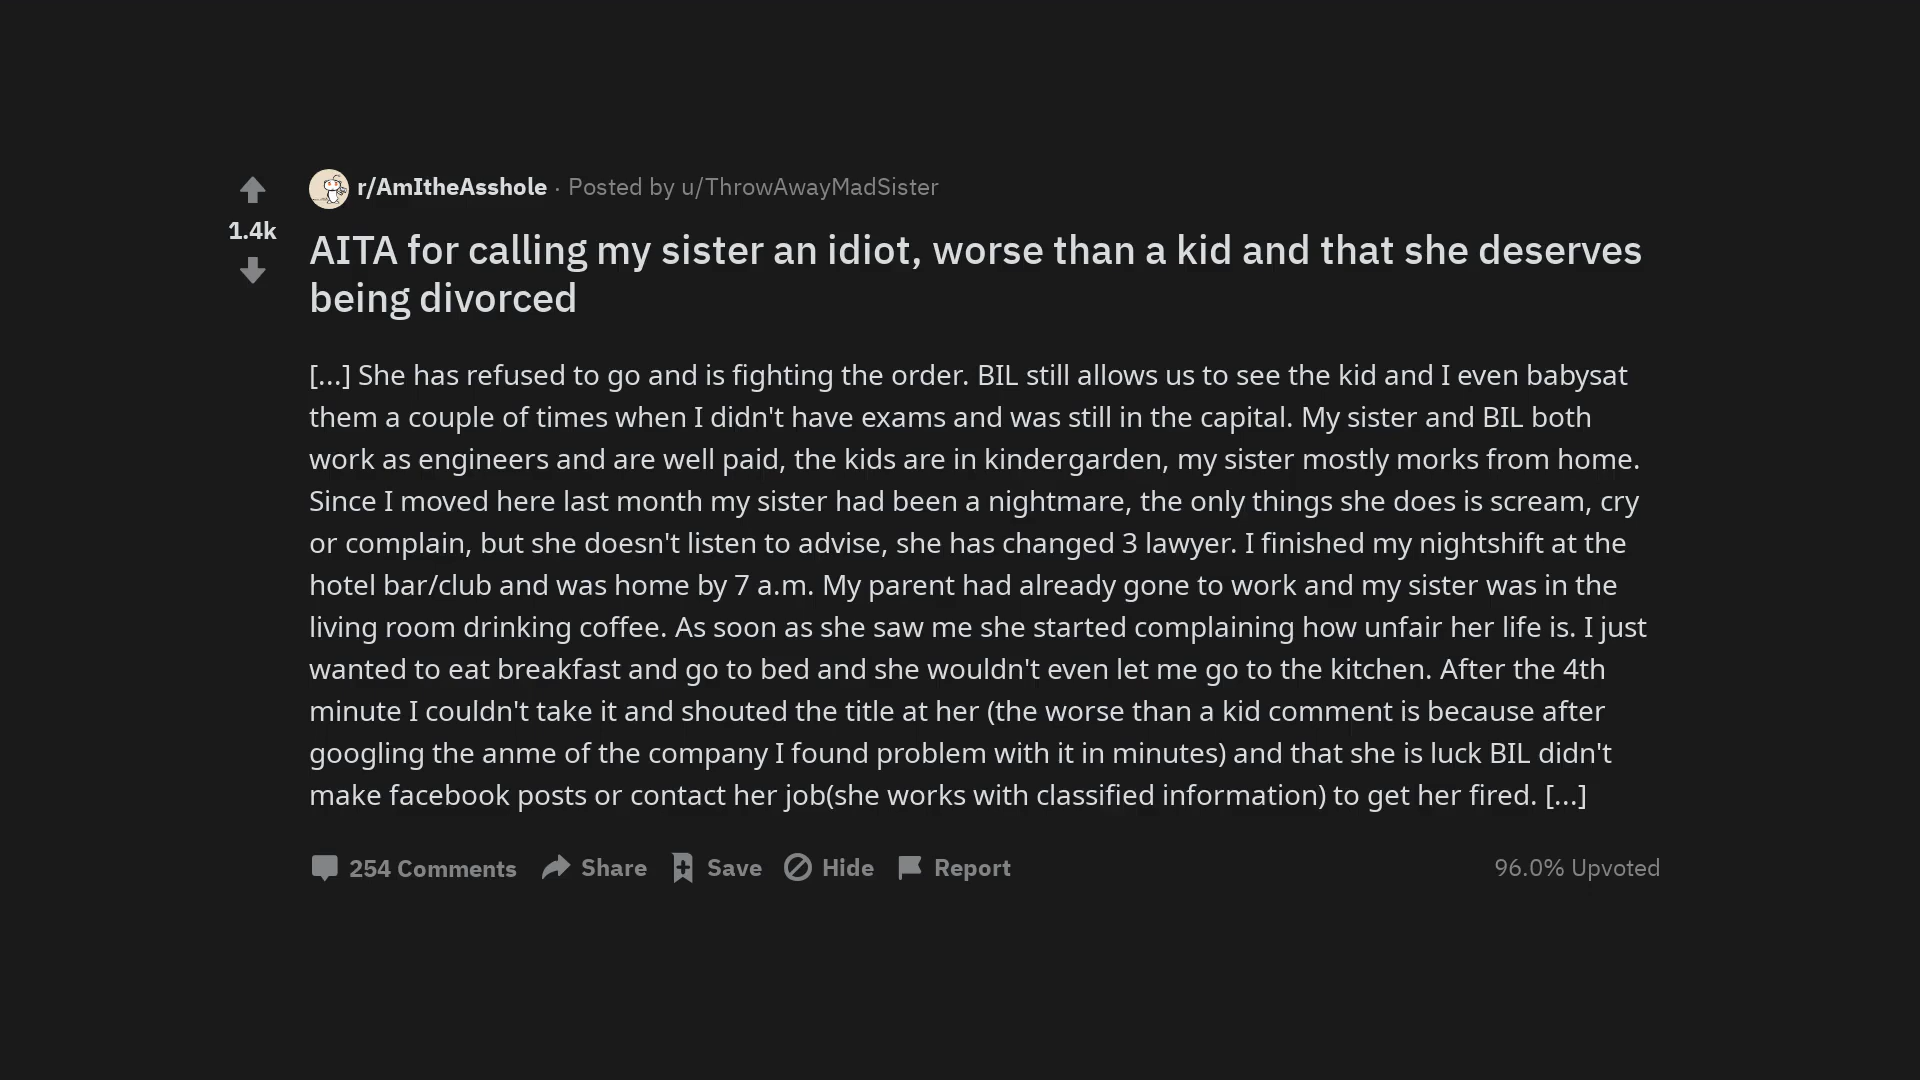 r/AmItheAsshole · Posted by u/ThrowAwayMadSister
1.4k
AITA for calling my sister an idiot, worse than a kid and that she deserves
being divorced
[...] She has refused to go and is fighting the order. BIL still allows us to see the kid and I even babysat
them a couple of times when I didn't have exams and was still in the capital. My sister and BIL both
work as engineers and are well paid, the kids are in kindergarden, my sister mostly morks from home.
Since I moved here last month my sister had been a nightmare, the only things she does is scream, cry
or complain, but she doesn't listen to advise, she has changed 3 lawyer. I finished my nightshift at the
hotel bar/club and was home by 7 a.m. My parent had already gone to work and my sister was in the
living room drinking coffee. As soon as she saw me she started complaining how unfair her life is. I just
wanted to eat breakfast and go to bed and she wouldn't even let me go to the kitchen. After the 4th
minute I couldn't take it and shouted the title at her (the worse than a kid comment is because after
googling the anme of the company I found problem with it in minutes) and that she is luck BIL didn't
make facebook posts or contact her job(she works with classified information) to get her fired. [...]
254 Comments Share Save Hide Report 96.0% Upvoted